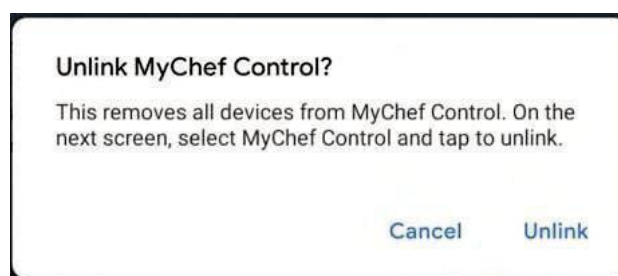 Unlink MyChef Control?
This removes all devices from MyChef Control. On the
next screen, select MyChef Control and tap to unlink.
Cancel Unlink